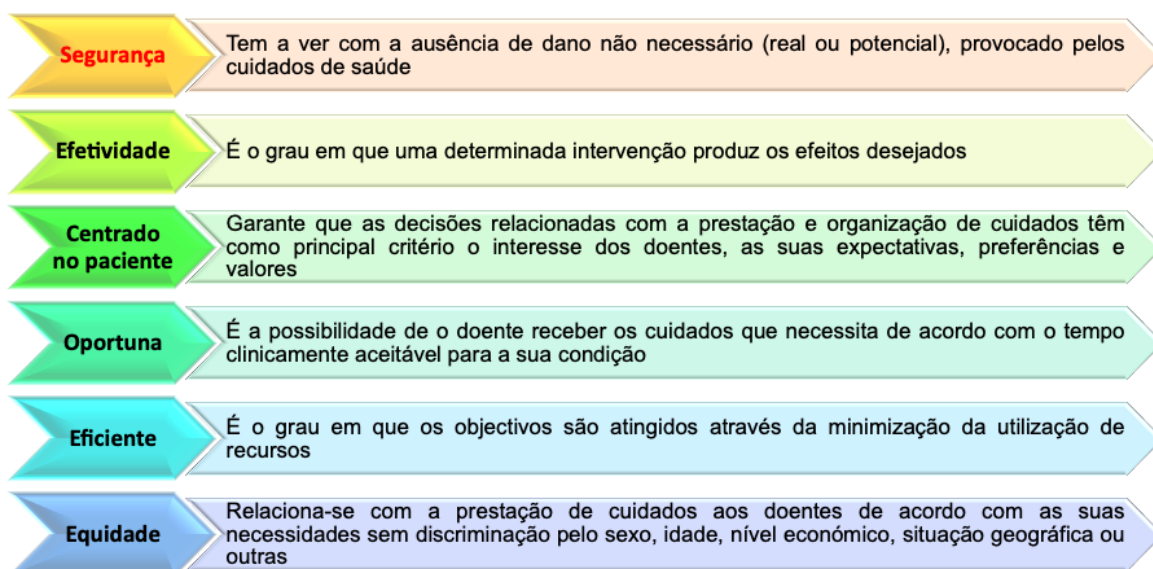 Segurança
Tem a ver com a ausência de dano não necessário (real ou potencial), provocado pelos
cuidados de saúde
Efetividade
É o grau em que uma determinada intervenção produz os efeitos desejados
Centrado
no paciente
Garante que as decisões relacionadas com a prestação e organização de cuidados têm
como principal critério o interesse dos doentes, as suas expectativas, preferências e
valores
Oportuna
É a possibilidade de o doente receber os cuidados que necessita de acordo com o tempo
clinicamente aceitável para a sua condição
Eficiente
É o grau em que os objectivos são atingidos através da minimização da utilização de
recursos
Equidade
Relaciona-se com a prestação de cuidados aos doentes de acordo com as suas
necessidades sem discriminação pelo sexo, idade, nível económico, situação geográfica ou
outras